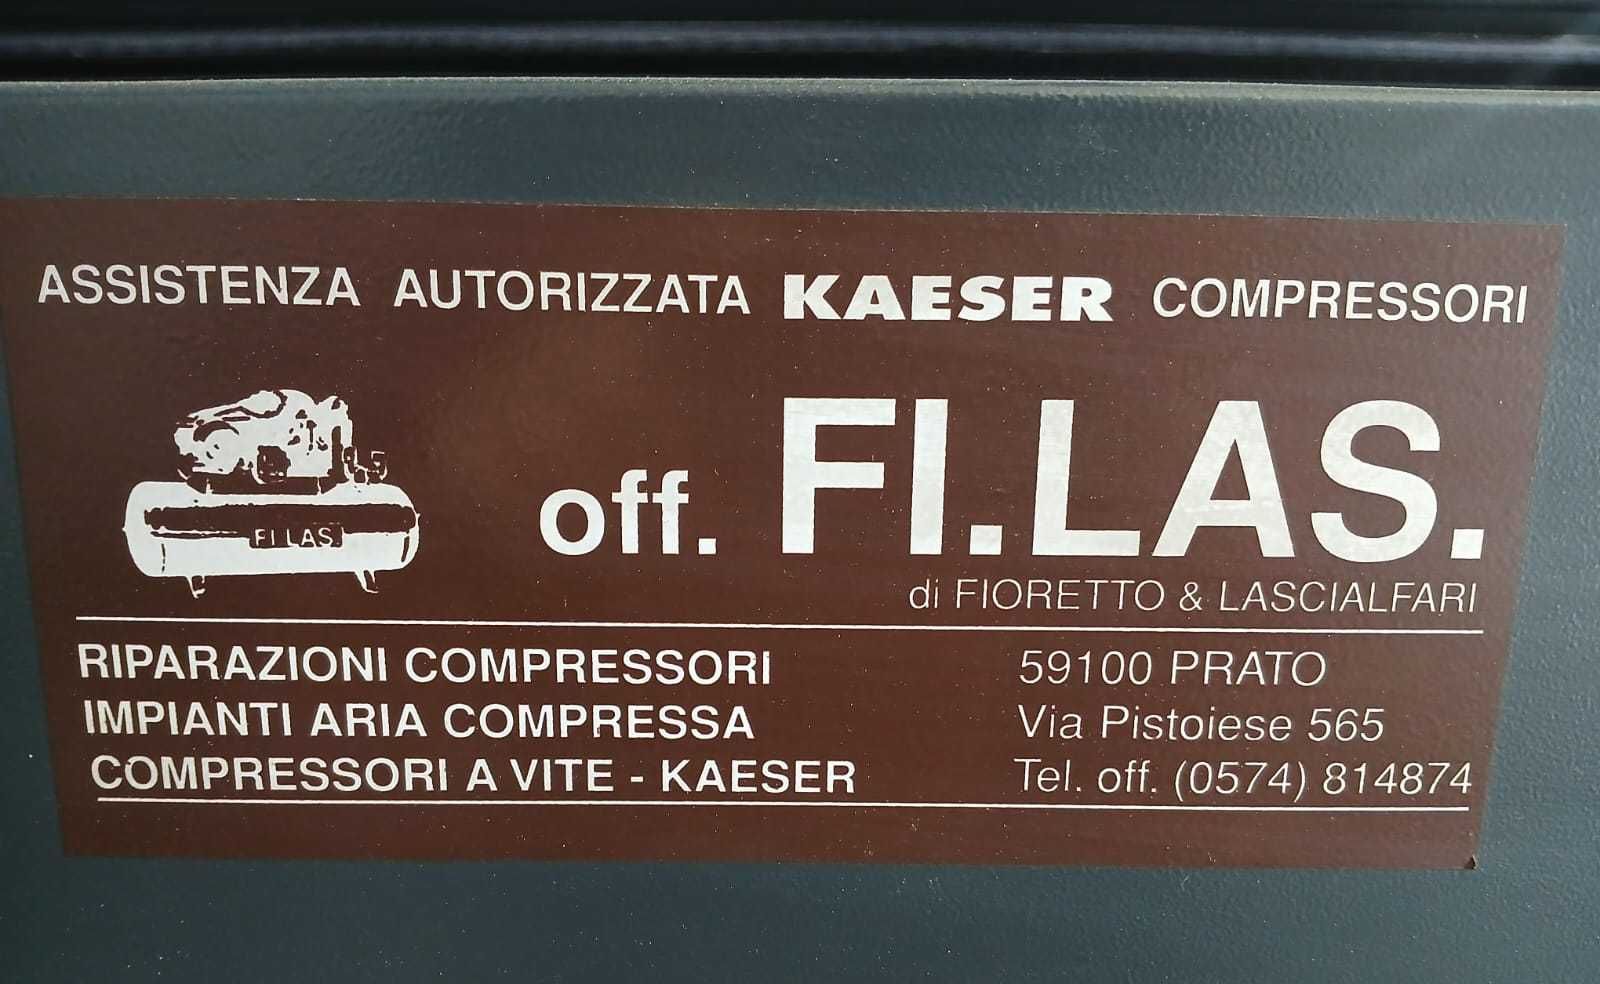 ASSISTENZA AUTORIZZATA KAESER COMPRESSORI
FI.LAS.
off. FI.LAS.
di FIORETTO & LASCIALFARI
RIPARAZIONI COMPRESSORI
IMPIANTI ARIA COMPRESSA
COMPRESSORI A VITE - KAESER
59100 PRATO
Via Pistoiese 565
Tel. off. (0574) 814874